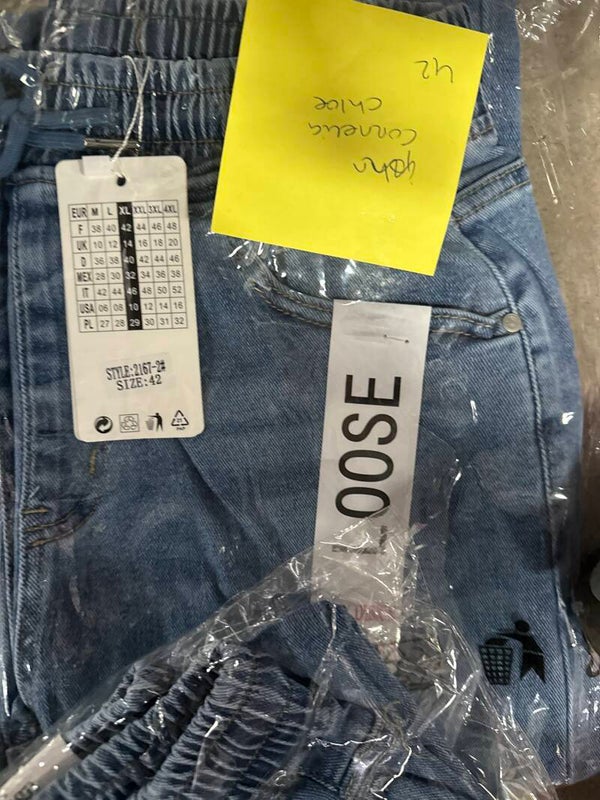 Cornelia
Chloe
42
EUR M L XL XXL 3XL 4XL
F 38 40 42 44 46 48
UK 10 12 14 16 18 20
D 36 38 40 42 44 46
MEX 28 30 32 34 36 38
IT 42 44 46 48 50 52
USA 06 08 10 12 14 16
PL 27 28 29 30 31 32
STYLE:2167-2#
SIZE:42
PAP
LOOSE